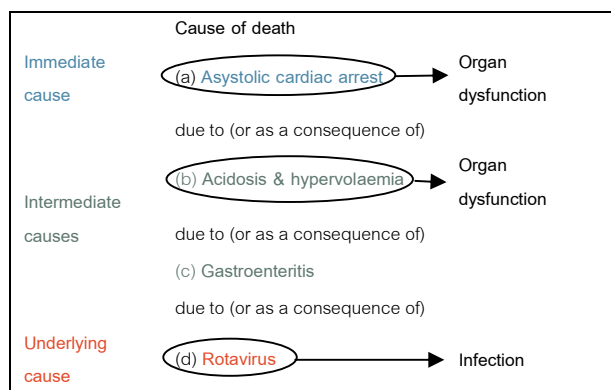 Cause of death
Immediate
cause
(a) Asystolic cardiac arrest
Organ
dysfunction
due to (or as a consequence of)
Intermediate
causes
(b) Acidosis & hypervolaemia
Organ
dysfunction
due to (or as a consequence of)
(c) Gastroenteritis
due to (or as a consequence of)
Underlying
cause
(d) Rotavirus
Infection